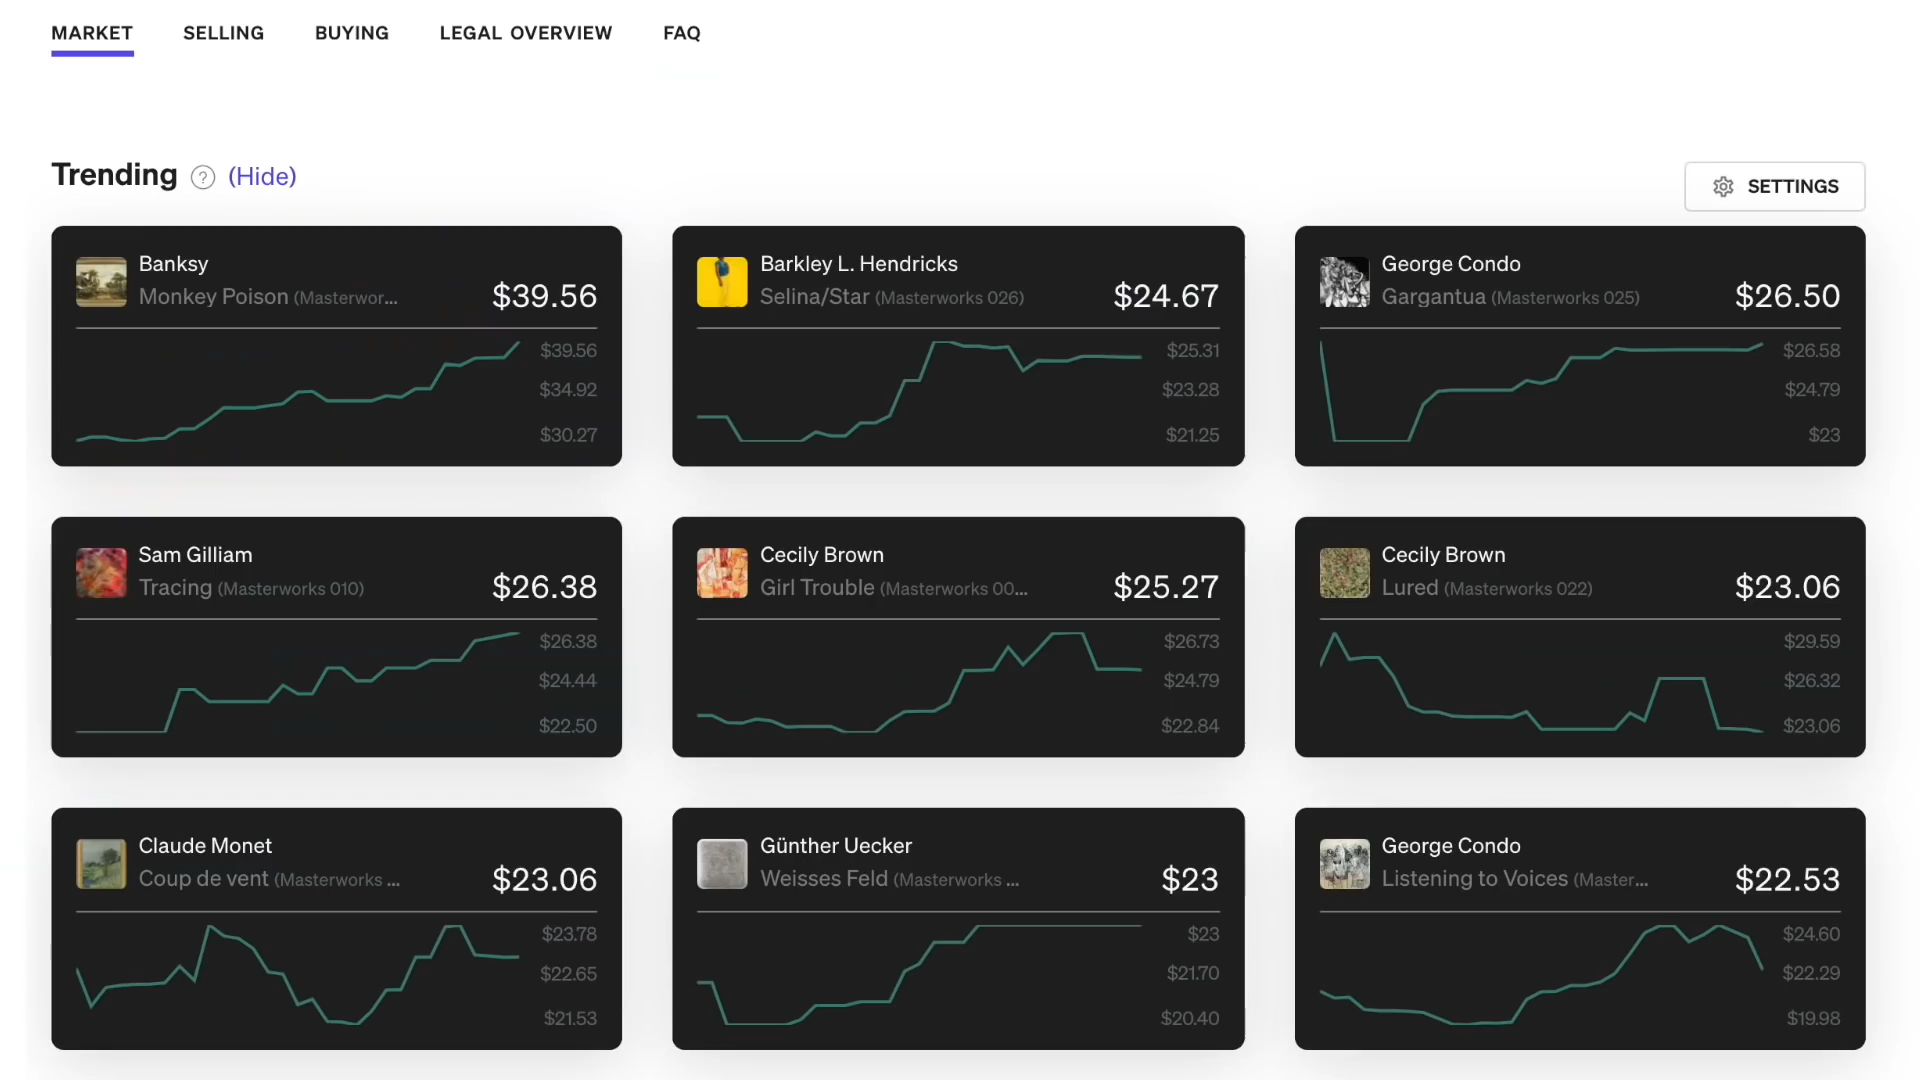 MARKET SELLING BUYING LEGAL OVERVIEW FAQ
Trending ? (Hide)
SETTINGS
Banksy
Monkey Poison (Masterwor...
$39.56
$39.56
$34.92
$30.27
Barkley L. Hendricks
Selina/Star (Masterworks 026)
$24.67
$25.31
$23.28
$21.25
George Condo
Gargantua (Masterworks 025)
$26.50
$26.58
$24.79
$23
Sam Gilliam
Tracing (Masterworks 010)
$26.38
$26.38
$24.44
$22.50
Cecily Brown
Girl Trouble (Masterworks 00...
$25.27
$26.73
$24.79
$22.84
Cecily Brown
Lured (Masterworks 022)
$23.06
$29.59
$26.32
$23.06
Claude Monet
Coup de vent (Masterworks ...
$23.06
$23.78
$22.65
$21.53
Günther Uecker
Weisses Feld (Masterworks ...
$23
$23
$21.70
$20.40
George Condo
Listening to Voices (Master...
$22.53
$24.60
$22.29
$19.98